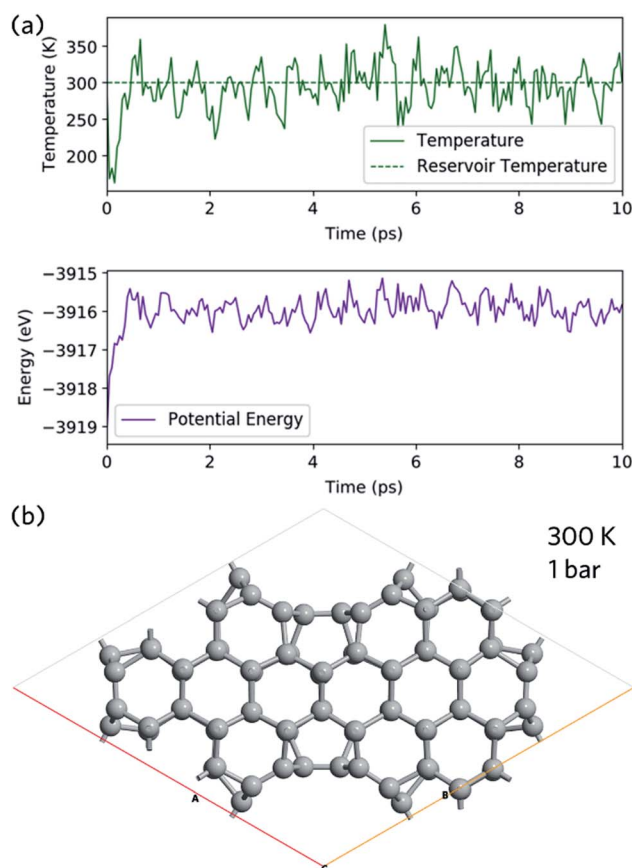 (a)
Temperature (K)
350
300
250
200
Temperature
Reservoir Temperature
0 2 4 6 8 10
Time (ps)
Energy (eV)
−3915
−3916
−3917
−3918
−3919
Potential Energy
0 2 4 6 8 10
Time (ps)
(b)
300 K
1 bar
A
B